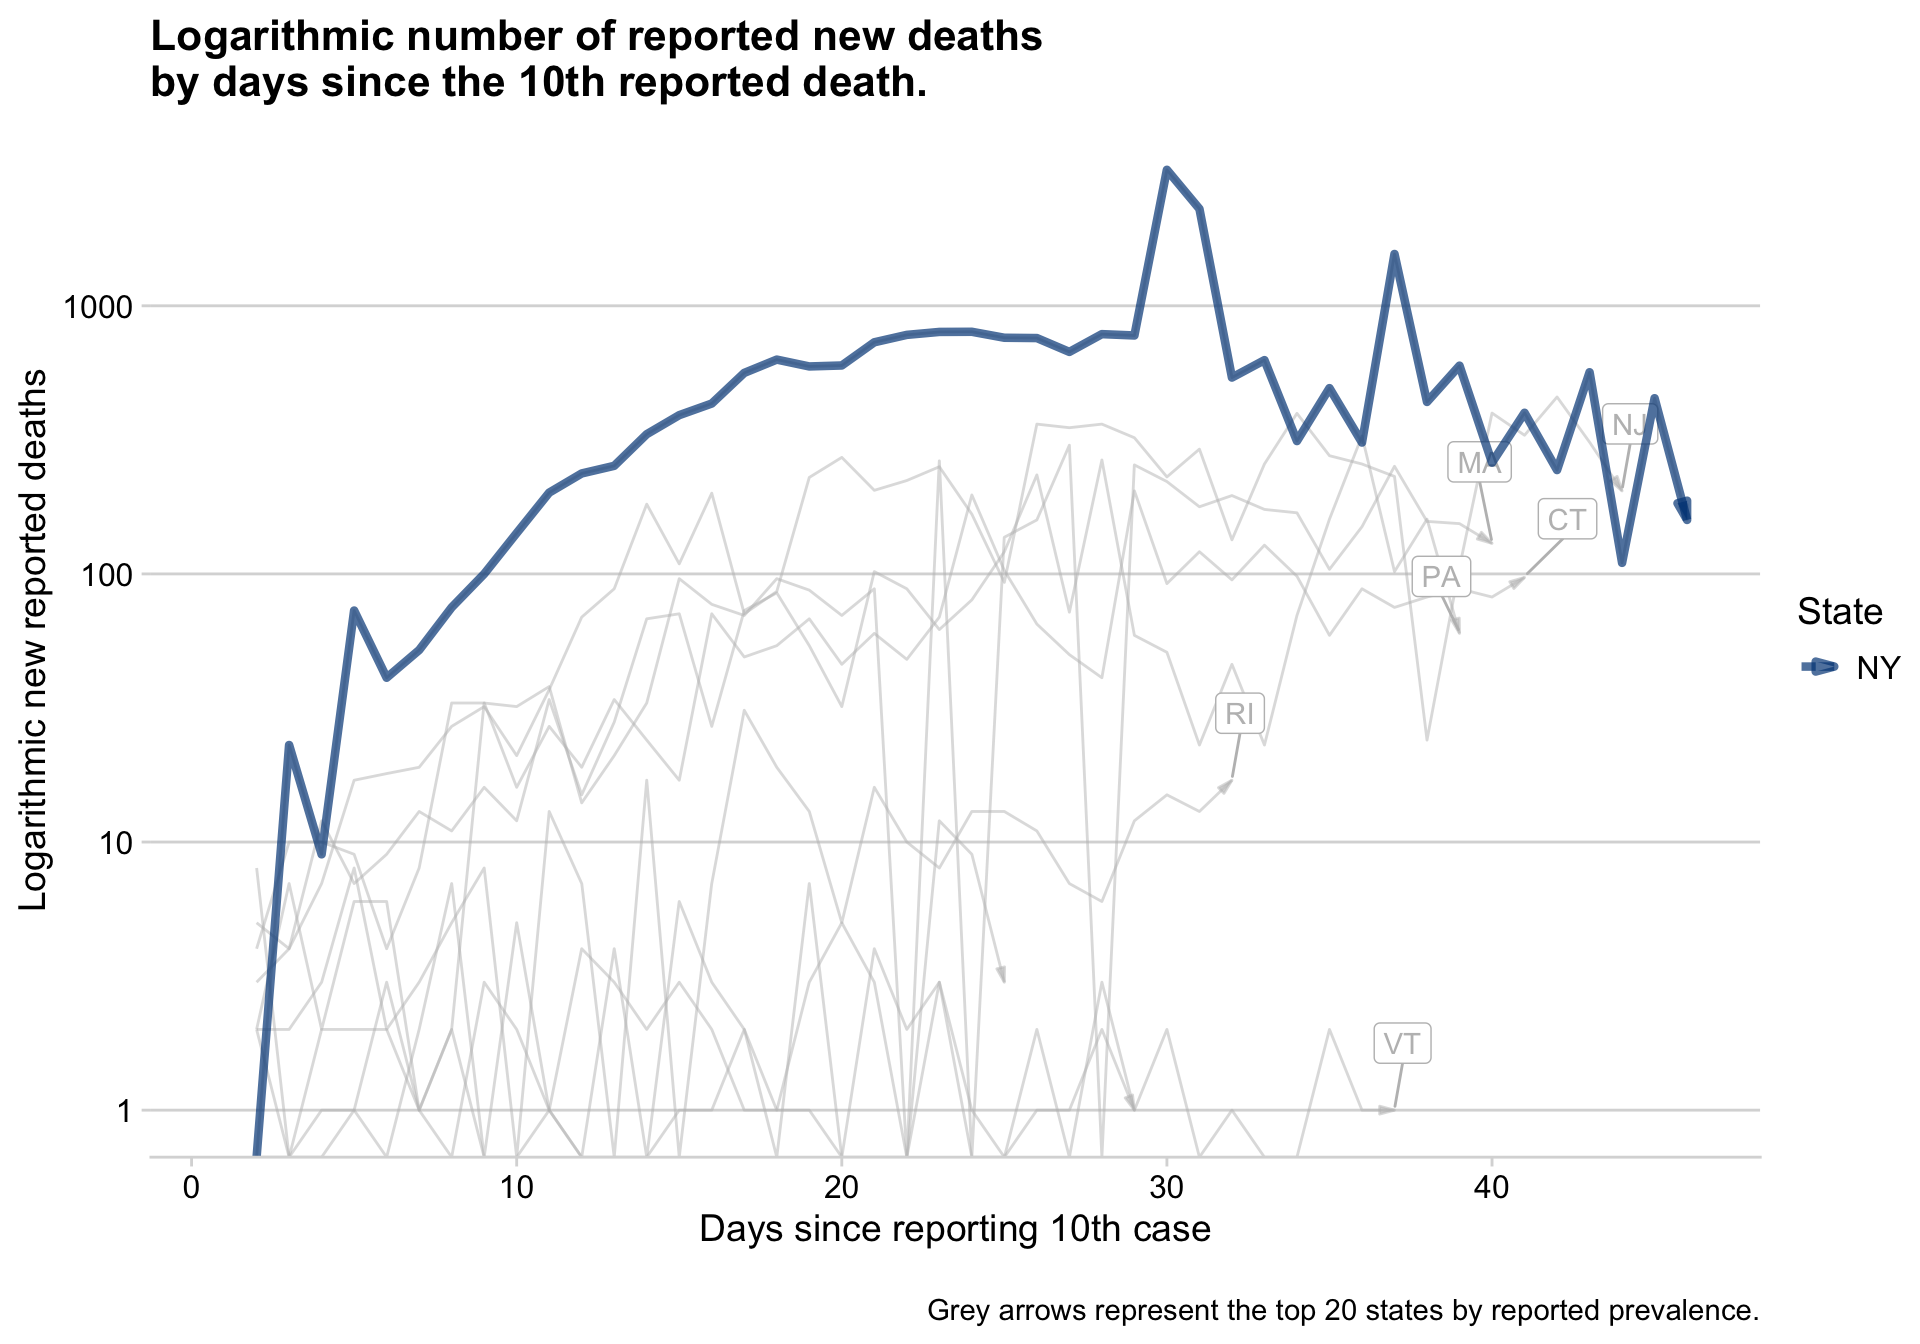 Logarithmic number of reported new deaths
by days since the 10th reported death.
Logarithmic new reported deaths
1000
100
10
1
NJ
MA
CT
PA
RI
VT
State
NY
0 10 20 30 40
Days since reporting 10th case
Grey arrows represent the top 20 states by reported prevalence.